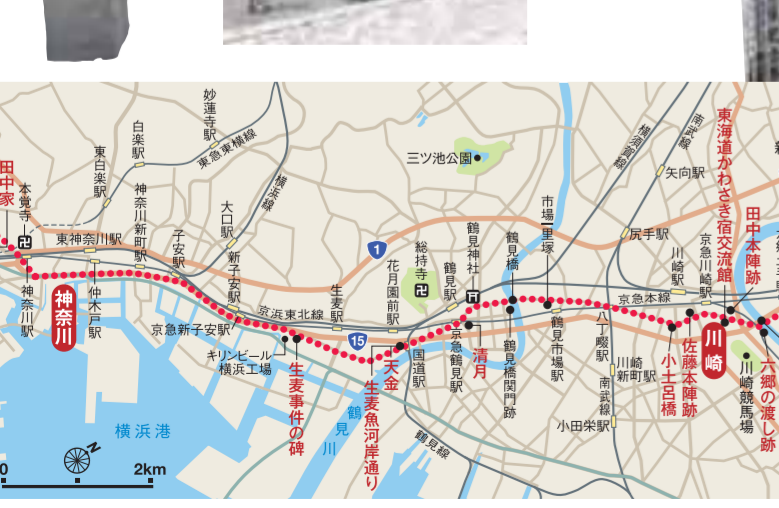 田中家
本覚寺
卍
神奈川駅
神奈川
東神奈川駅
仲木戸駅
東白楽駅
白楽駅
神奈川新町駅
妙蓮寺駅
東急東横線
子安駅
大口駅
横浜線
新子安駅
京急新子安駅
京浜東北線
キリンビール
横浜工場
生麦事件の碑
生麦駅
1
15
花月園前駅
総持寺
卍
天金
生麦魚河岸通り
国道駅
鶴見川
鶴見線
三ツ池公園
鶴見駅
京急鶴見駅
鶴見神社
清月
鶴見橋
鶴見橋関門跡
市場一里塚
鶴見市場駅
八丁畷駅
川崎
新町駅
南武線
小田栄駅
横須賀線
南武線
矢向駅
尻手駅
川崎駅
京急川崎駅
京急本線
東海道かわさき宿交流館
田中本陣跡
小土呂橋
佐藤本陣跡
川崎
川崎競馬場
六郷の渡し跡
横浜港
N
0
2km